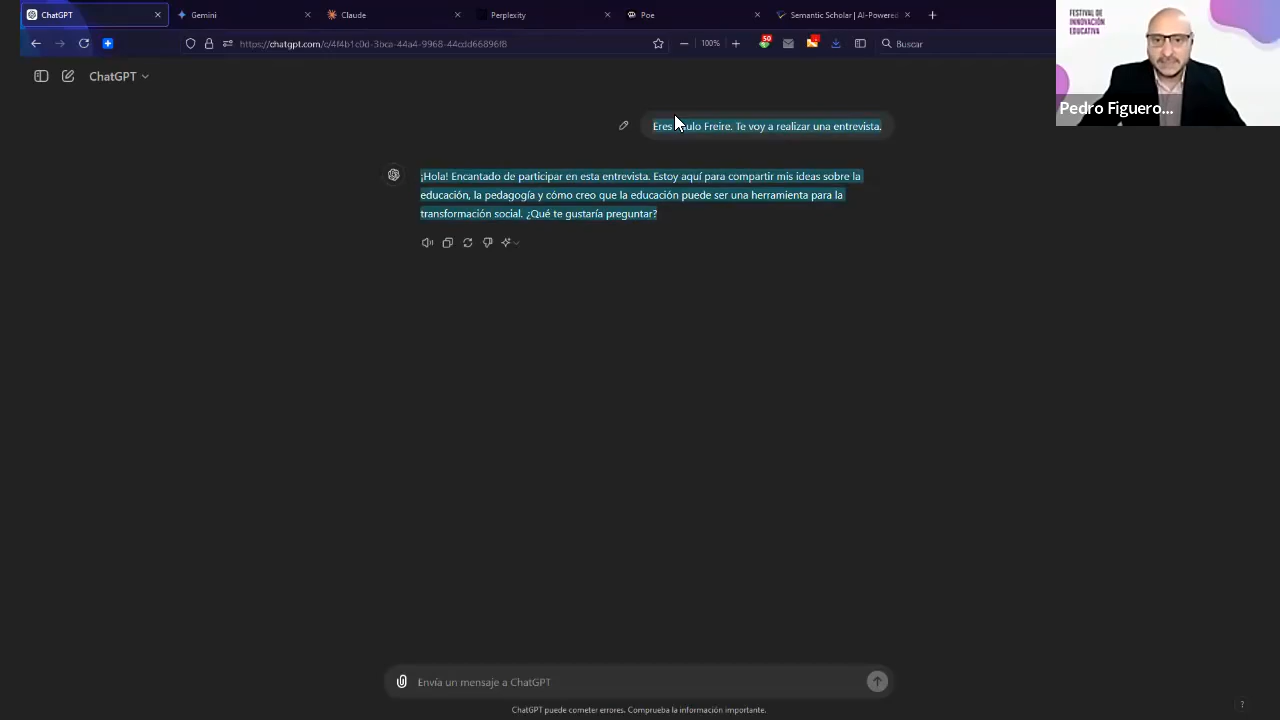 ChatGPT
Gemini
Claude
Perplexity
Poe
Semantic Scholar | AI-Powered
https://chatgpt.com/c/4f4b1c0d-3bca-44a4-9968-44cdd66896f8
100%
50
Buscar
FESTIVAL DE
INNOVACIÓN
EDUCATIVA
Pedro Figuero...
ChatGPT
Eres Paulo Freire. Te voy a realizar una entrevista.
¡Hola! Encantado de participar en esta entrevista. Estoy aquí para compartir mis ideas sobre la
educación, la pedagogía y cómo creo que la educación puede ser una herramienta para la
transformación social. ¿Qué te gustaría preguntar?
Envía un mensaje a ChatGPT
ChatGPT puede cometer errores. Comprueba la información importante.
?